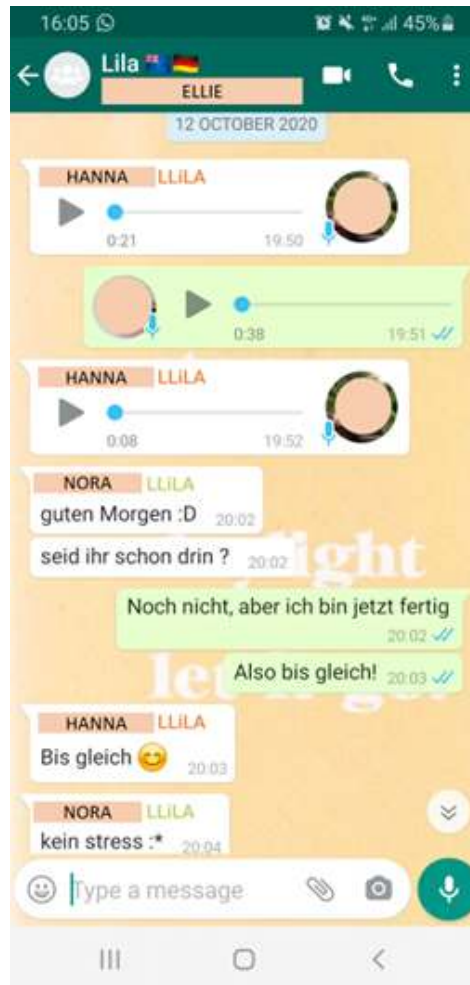 16:05 45%
Lila
ELLIE
12 OCTOBER 2020
HANNA LLiLA
0:21 19:50
0:38 19:51
HANNA LLiLA
0:08 19:52
NORA LLiLA
guten Morgen :D 20:02
seid ihr schon drin ? 20:02
Noch nicht, aber ich bin jetzt fertig
20:02
Also bis gleich! 20:03
HANNA LLiLA
Bis gleich 😊 20:03
NORA LLiLA
kein stress :* 20:04
Type a message